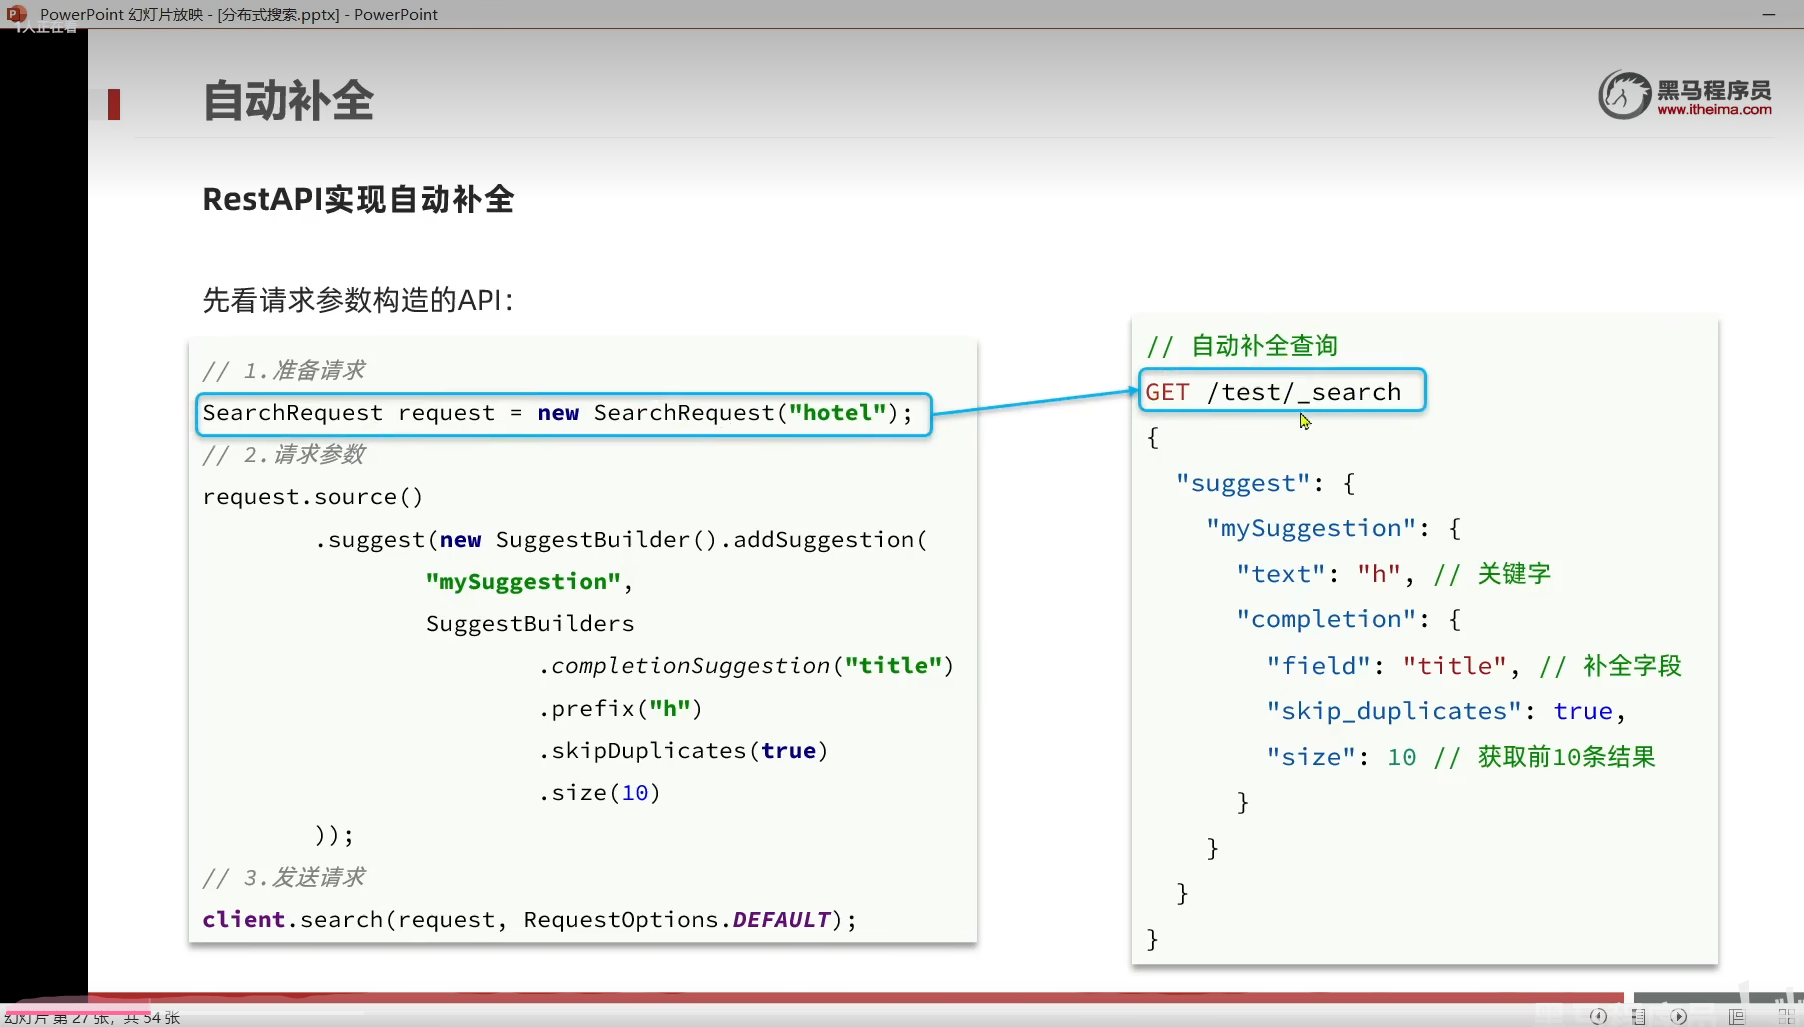 PowerPoint 幻灯片放映 - [分布式搜索.pptx] - PowerPoint
1人正在看
自动补全
黑马程序员
www.itheima.com
RestAPI实现自动补全
先看请求参数构造的API：
// 1.准备请求
SearchRequest request = new SearchRequest("hotel");
// 2.请求参数
request.source()
.suggest(new SuggestBuilder().addSuggestion(
"mySuggestion",
SuggestBuilders
.completionSuggestion("title")
.prefix("h")
.skipDuplicates(true)
.size(10)
));
// 3.发送请求
client.search(request, RequestOptions.DEFAULT);
// 自动补全查询
GET /test/_search
{
"suggest": {
"mySuggestion": {
"text": "h", // 关键字
"completion": {
"field": "title", // 补全字段
"skip_duplicates": true,
"size": 10 // 获取前10条结果
}
}
}
}
幻灯片 第 27 张，共 54 张